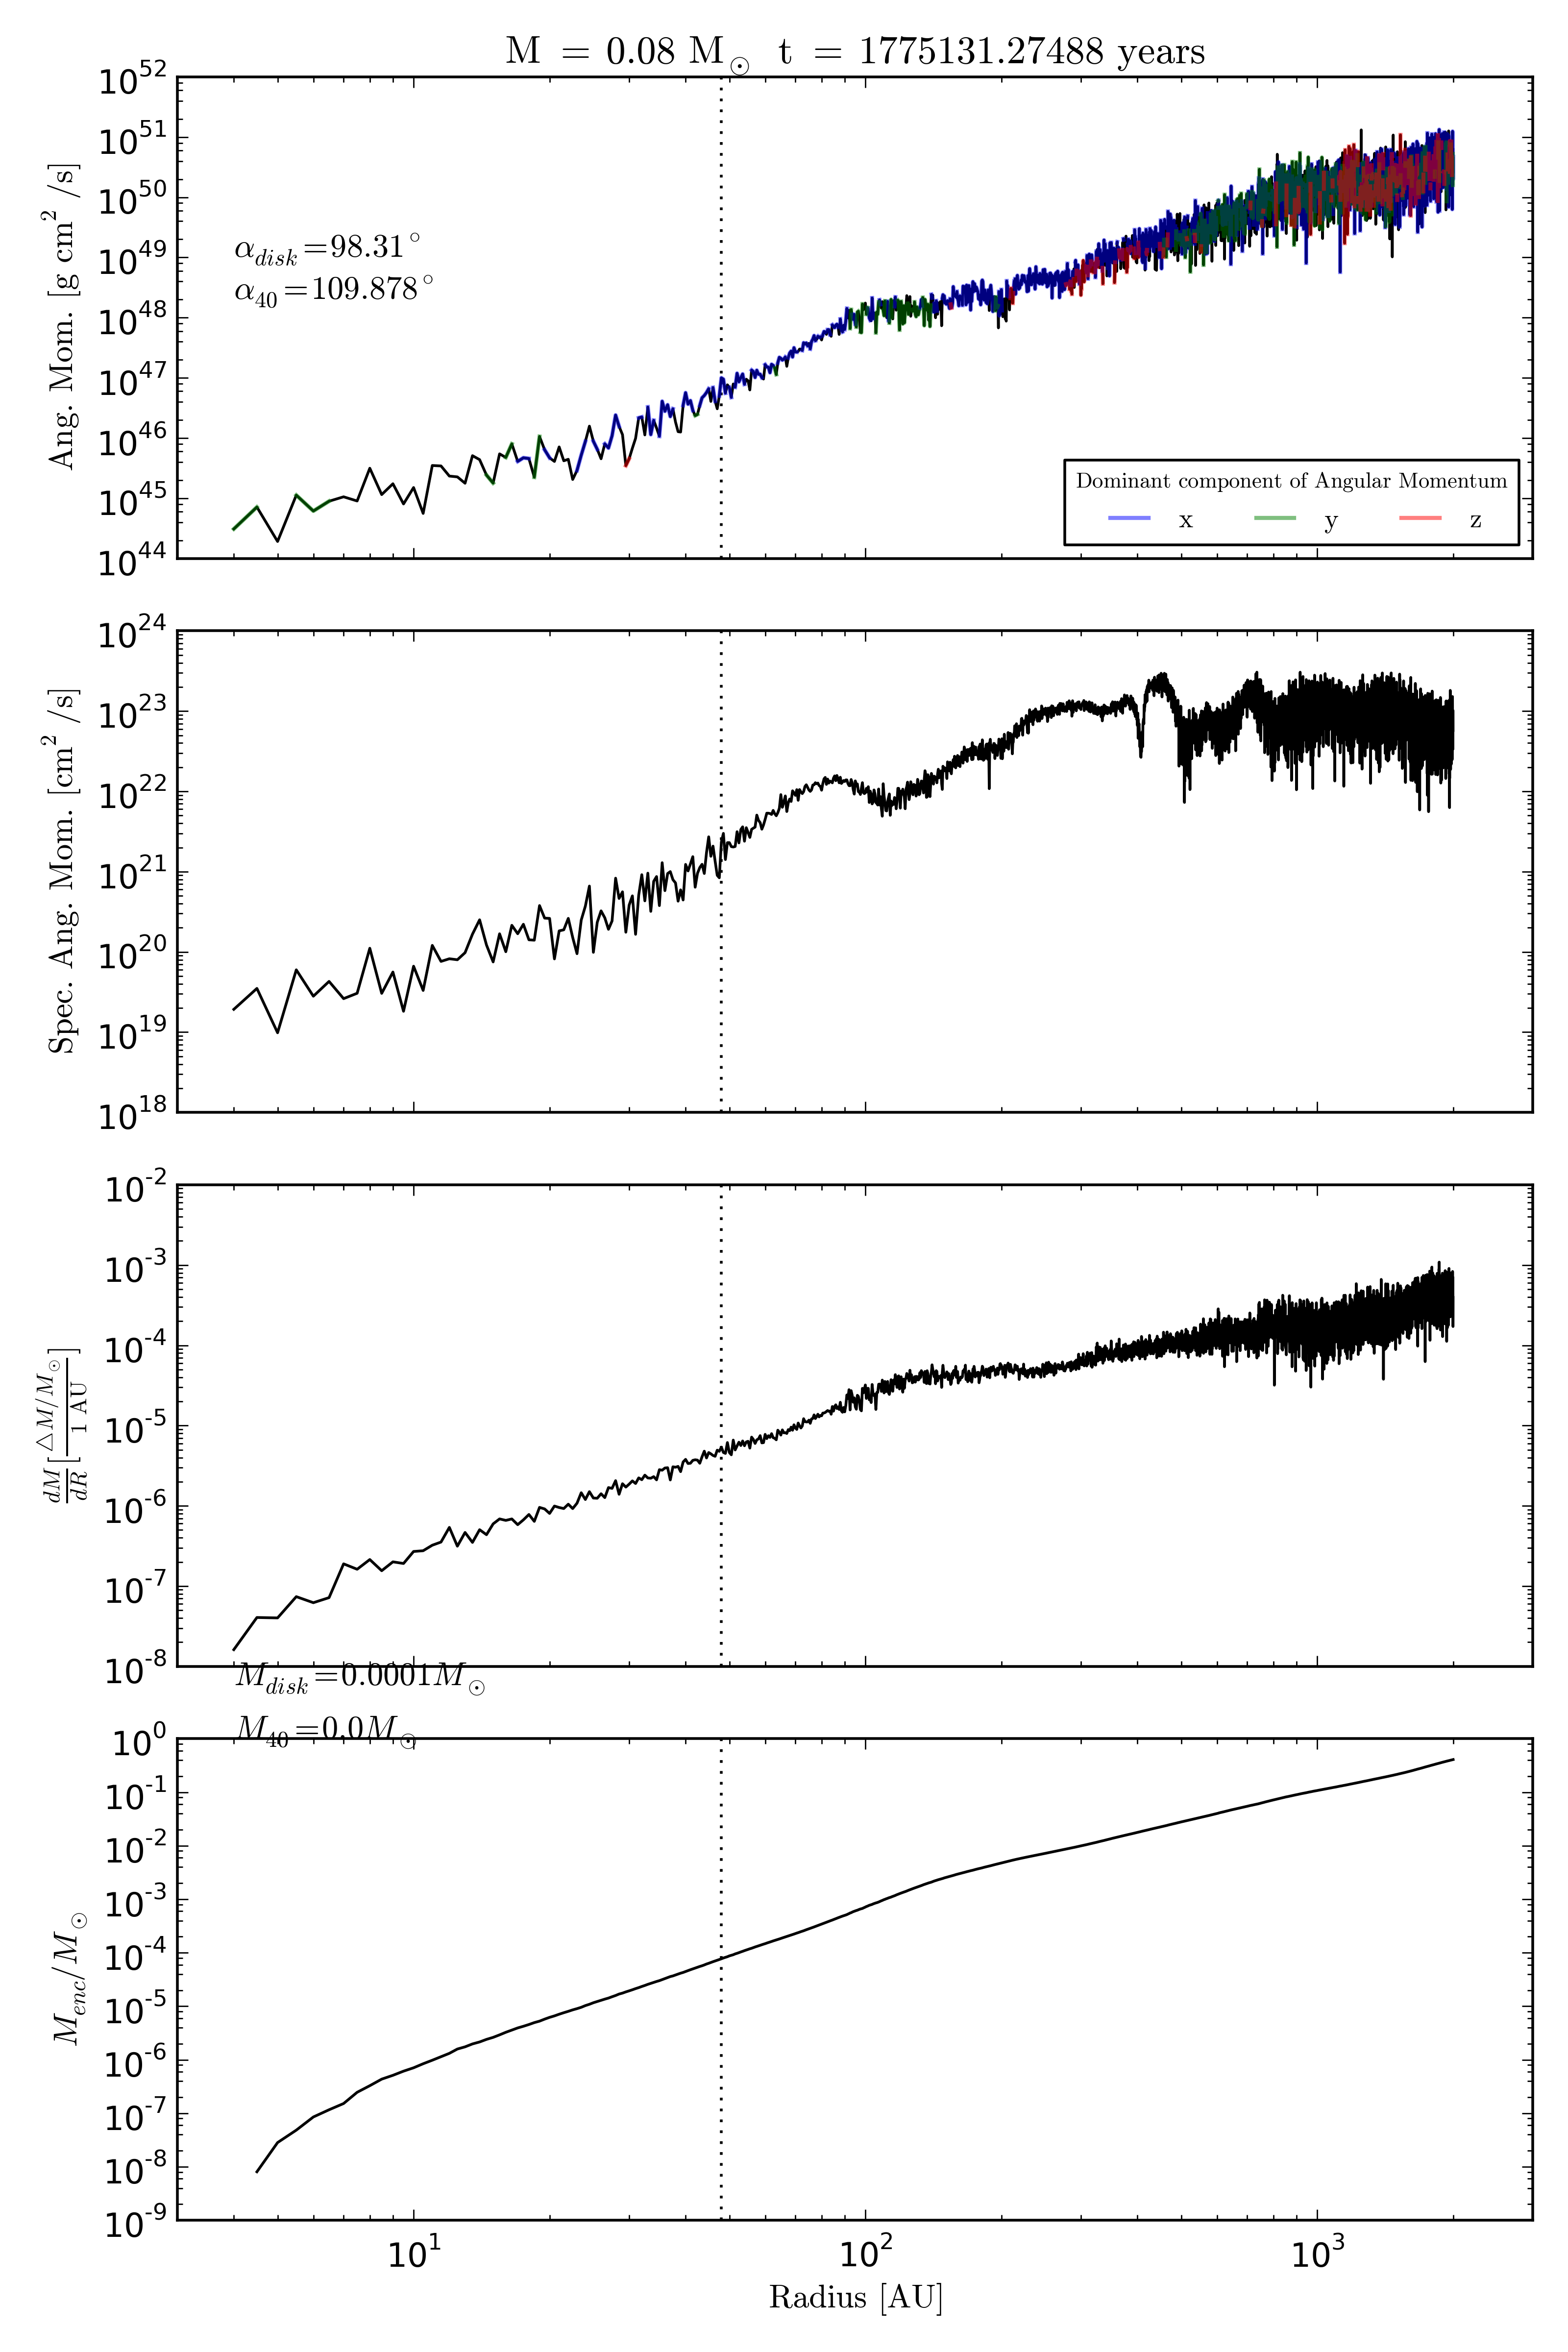 M = 0.08 M⊙ t = 1775131.27488 years
10^52
10^51
10^50
10^49
10^48
10^47
10^46
10^45
10^44
Ang. Mom. [g cm^2 /s]
α_disk=98.31°
α_40=109.878°
Dominant component of Angular Momentum
x y z
10^24
10^23
10^22
10^21
10^20
10^19
10^18
Spec. Ang. Mom. [cm^2 /s]
10^-2
10^-3
10^-4
10^-5
10^-6
10^-7
10^-8
dM/dR [△M/M⊙ / 1 AU]
M_disk=0.0001M⊙
M_40=0.0M⊙
10^0
10^-1
10^-2
10^-3
10^-4
10^-5
10^-6
10^-7
10^-8
10^-9
M_enc/M⊙
10^1 10^2 10^3
Radius [AU]